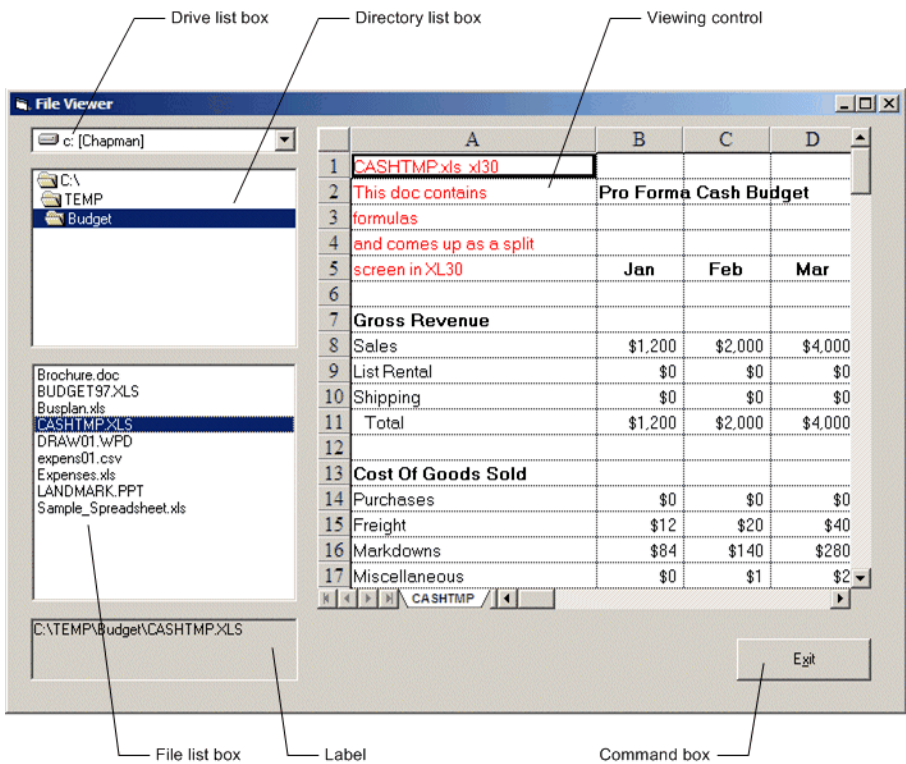 Drive list box
Directory list box
Viewing control
File Viewer
c: [Chapman]
C:\
TEMP
Budget
Brochure.doc
BUDGET97.XLS
Busplan.xls
CASHTMP.XLS
DRAW01.WPD
expens01.csv
Expenses.xls
LANDMARK.PPT
Sample_Spreadsheet.xls
C:\TEMP\Budget\CASHTMP.XLS
A B C D
1 CASHTMP.xls xl30
2 This doc contains Pro Forma Cash Budget
3 formulas
4 and comes up as a split
5 screen in XL30 Jan Feb Mar
6
7 Gross Revenue
8 Sales $1,200 $2,000 $4,000
9 List Rental $0 $0 $0
10 Shipping $0 $0 $0
11 Total $1,200 $2,000 $4,000
12
13 Cost Of Goods Sold
14 Purchases $0 $0 $0
15 Freight $12 $20 $40
16 Markdowns $84 $140 $280
17 Miscellaneous $0 $1 $2
CASHTMP
Exit
File list box
Label
Command box